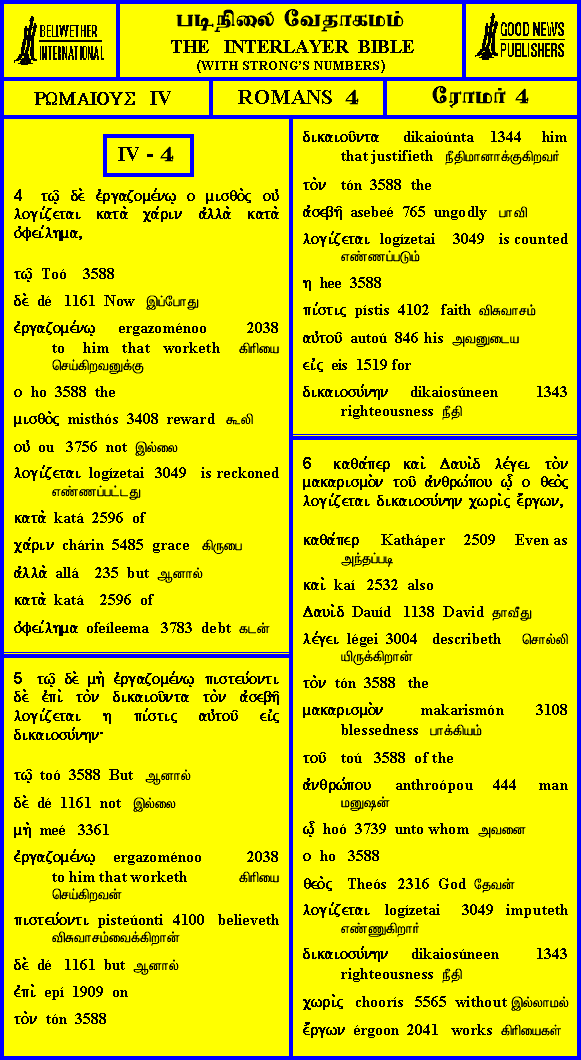 BELLWETHER
INTERNATIONAL
படிநிலை வேதாகமம்
THE INTERLAYER BIBLE
(WITH STRONG'S NUMBERS)
GOOD NEWS
PUBLISHERS
ΡΩΜΑΙΟΥΣ IV
ROMANS 4
ரோமர் 4
IV - 4
4 τῷ δὲ ἐργαζομένῳ ο μισθὸς οὐ
λογίζεται κατὰ χάριν ἀλλὰ κατὰ
ὀφείλημα,
τῷ Toó 3588
δὲ dé 1161 Now இப்போது
ἐργαζομένῳ ergazoménoo 2038
to him that worketh கிரியை
செய்கிறவனுக்கு
ο ho 3588 the
μισθὸς misthós 3408 reward கூலி
οὐ ou 3756 not இல்லை
λογίζεται logízetai 3049 is reckoned
எண்ணப்பட்டது
κατὰ katá 2596 of
χάριν chárin 5485 grace கிருபை
ἀλλὰ allá 235 but ஆனால்
κατὰ katá 2596 of
ὀφείλημα ofeíleema 3783 debt கடன்
5 τῷ δὲ μὴ ἐργαζομένῳ πιστεύοντι
δὲ ἐπὶ τὸν δικαιοῦντα τὸν ἀσεβῆ
λογίζεται η πίστις αὐτοῦ εἰς
δικαιοσύνην·
τῷ toó 3588 But ஆனால்
δὲ dé 1161 not இல்லை
μὴ meé 3361
ἐργαζομένῳ ergazoménoo 2038
to him that worketh கிரியை
செய்கிறவன்
πιστεύοντι pisteúonti 4100 believeth
விசுவாசம்வைக்கிறான்
δὲ dé 1161 but ஆனால்
ἐπὶ epí 1909 on
τὸν tón 3588
δικαιοῦντα dikaioúnta 1344 him
that justifieth நீதிமானாக்குகிறவர்
τὸν tón 3588 the
ἀσεβῆ asebeé 765 ungodly பாவி
λογίζεται logízetai 3049 is counted
எண்ணப்படும்
η hee 3588
πίστις pístis 4102 faith விசுவாசம்
αὐτοῦ autoú 846 his அவனுடைய
εἰς eis 1519 for
δικαιοσύνην dikaiosúneen 1343
righteousness நீதி
6 καθάπερ καὶ Δαυὶδ λέγει τὸν
μακαρισμὸν τοῦ ἀνθρώπου ᾧ ο θεὸς
λογίζεται δικαιοσύνην χωρὶς ἔργων,
καθάπερ Katháper 2509 Even as
அந்தப்படி
καὶ kaí 2532 also
Δαυὶδ Dauíd 1138 David தாவீது
λέγει légei 3004 describeth சொல்லி
யிருக்கிறான்
τὸν tón 3588 the
μακαρισμὸν makarismón 3108
blessedness பாக்கியம்
τοῦ toú 3588 of the
ἀνθρώπου anthroópou 444 man
மனுஷன்
ᾧ hoó 3739 unto whom அவனை
ο ho 3588
θεὸς Theós 2316 God தேவன்
λογίζεται logízetai 3049 imputeth
எண்ணுகிறார்
δικαιοσύνην dikaiosúneen 1343
righteousness நீதி
χωρὶς choorís 5565 without இல்லாமல்
ἔργων érgoon 2041 works கிரியைகள்